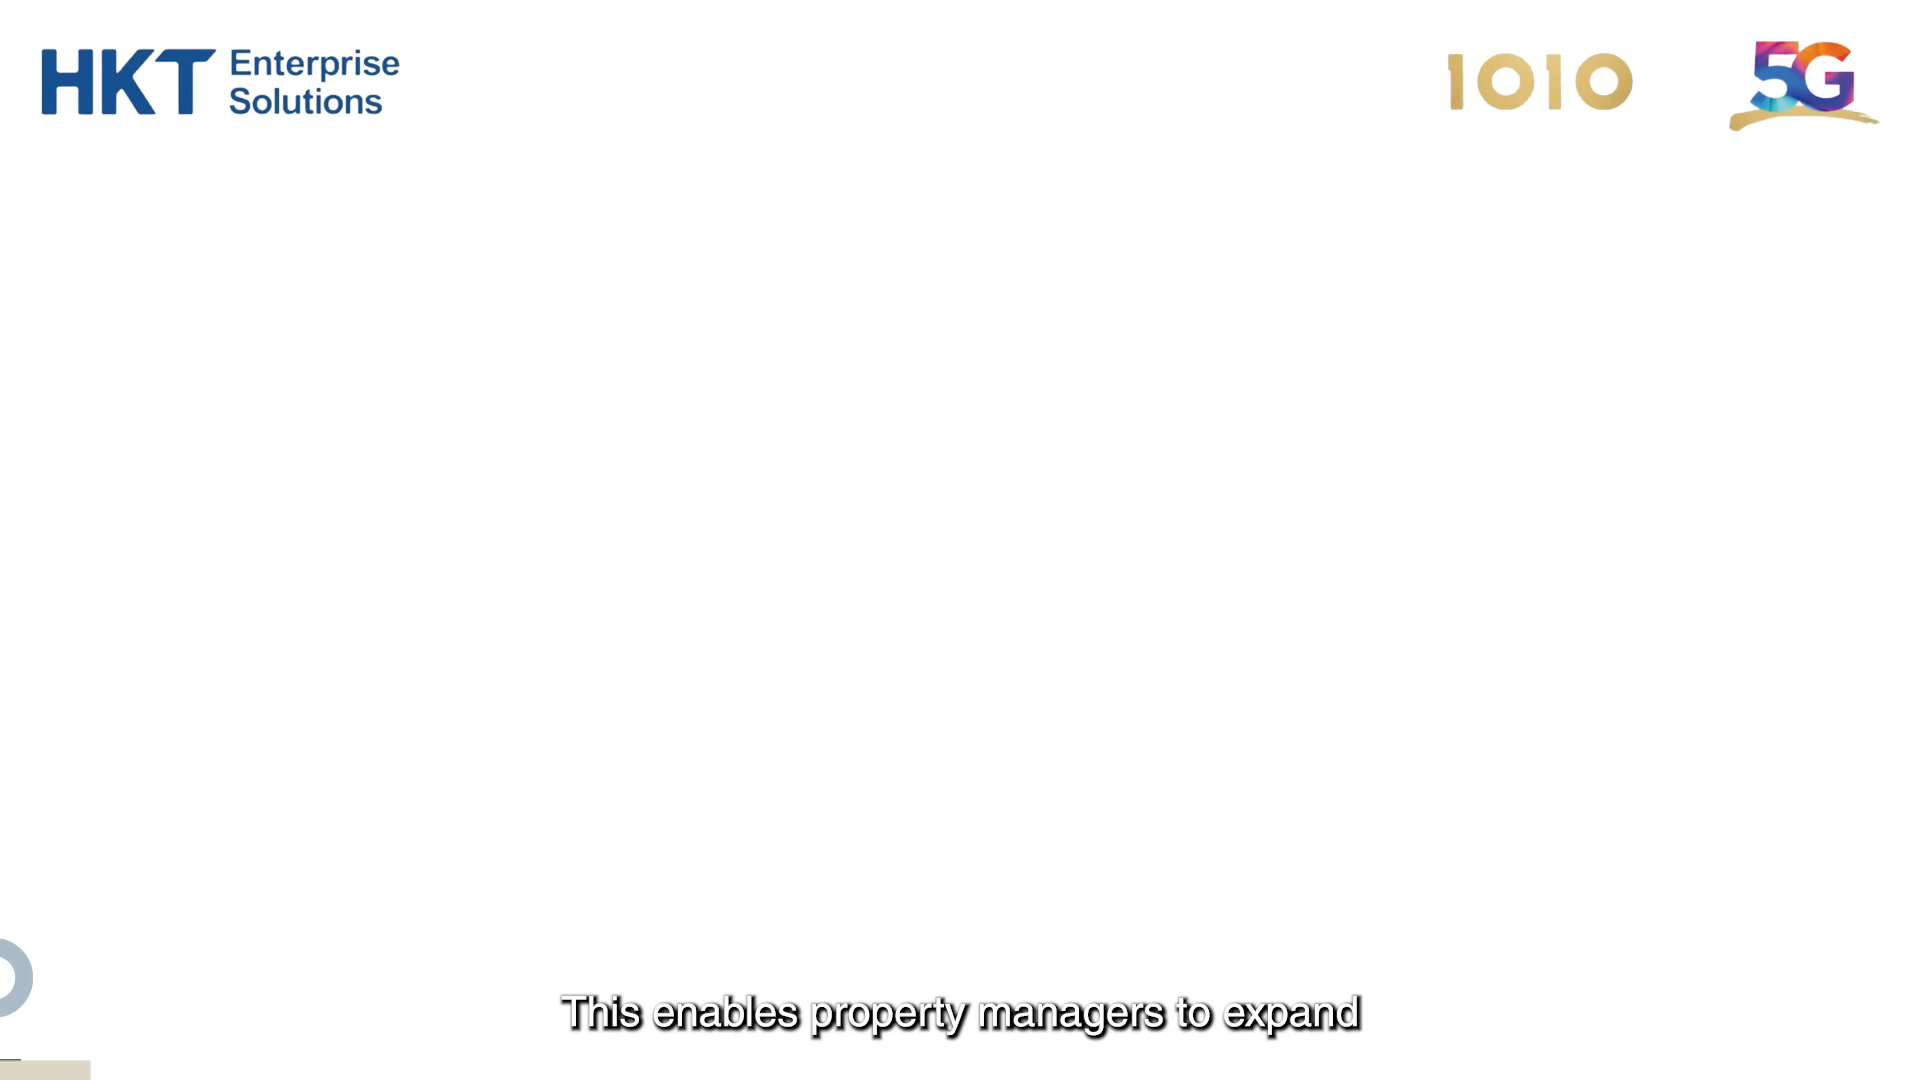 HKT Enterprise
Solutions
1010
5G
This enables property managers to expand